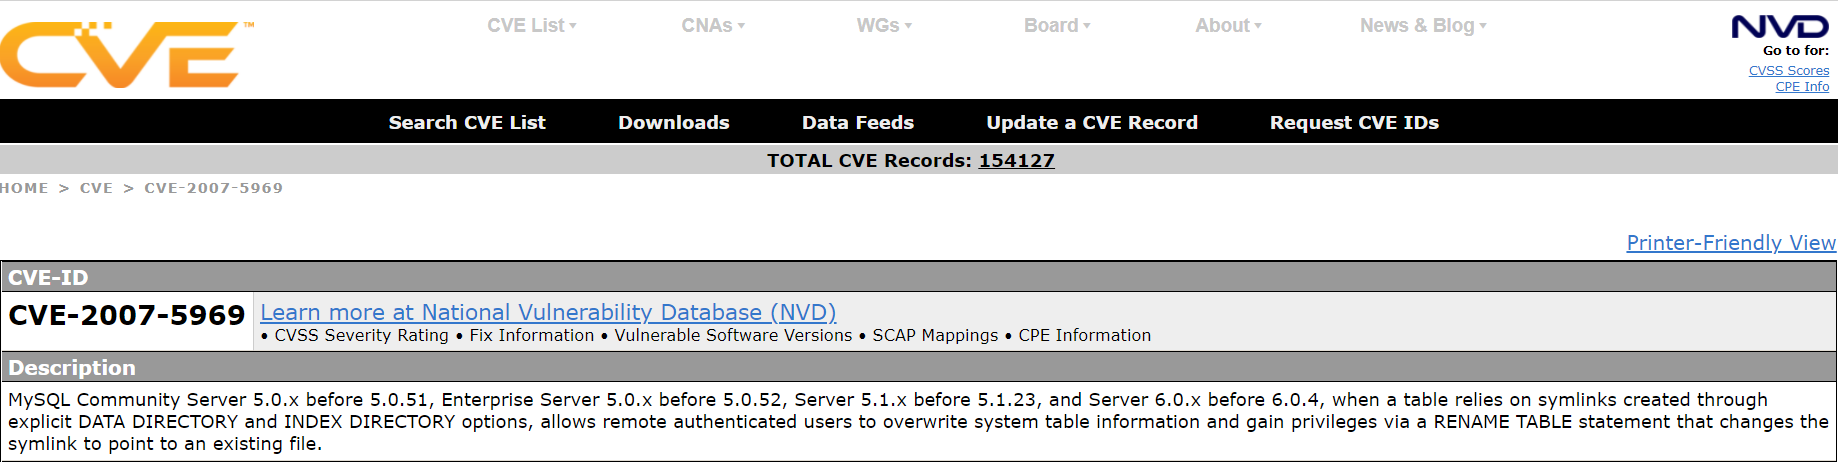 CVE™
CVE List▾ CNAs▾ WGs▾ Board▾ About▾ News & Blog▾
NVD
Go to for:
CVSS Scores
CPE Info
Search CVE List Downloads Data Feeds Update a CVE Record Request CVE IDs
TOTAL CVE Records: 154127
HOME > CVE > CVE-2007-5969
Printer-Friendly View
CVE-ID
CVE-2007-5969 Learn more at National Vulnerability Database (NVD)
• CVSS Severity Rating • Fix Information • Vulnerable Software Versions • SCAP Mappings • CPE Information
Description
MySQL Community Server 5.0.x before 5.0.51, Enterprise Server 5.0.x before 5.0.52, Server 5.1.x before 5.1.23, and Server 6.0.x before 6.0.4, when a table relies on symlinks created through
explicit DATA DIRECTORY and INDEX DIRECTORY options, allows remote authenticated users to overwrite system table information and gain privileges via a RENAME TABLE statement that changes the
symlink to point to an existing file.